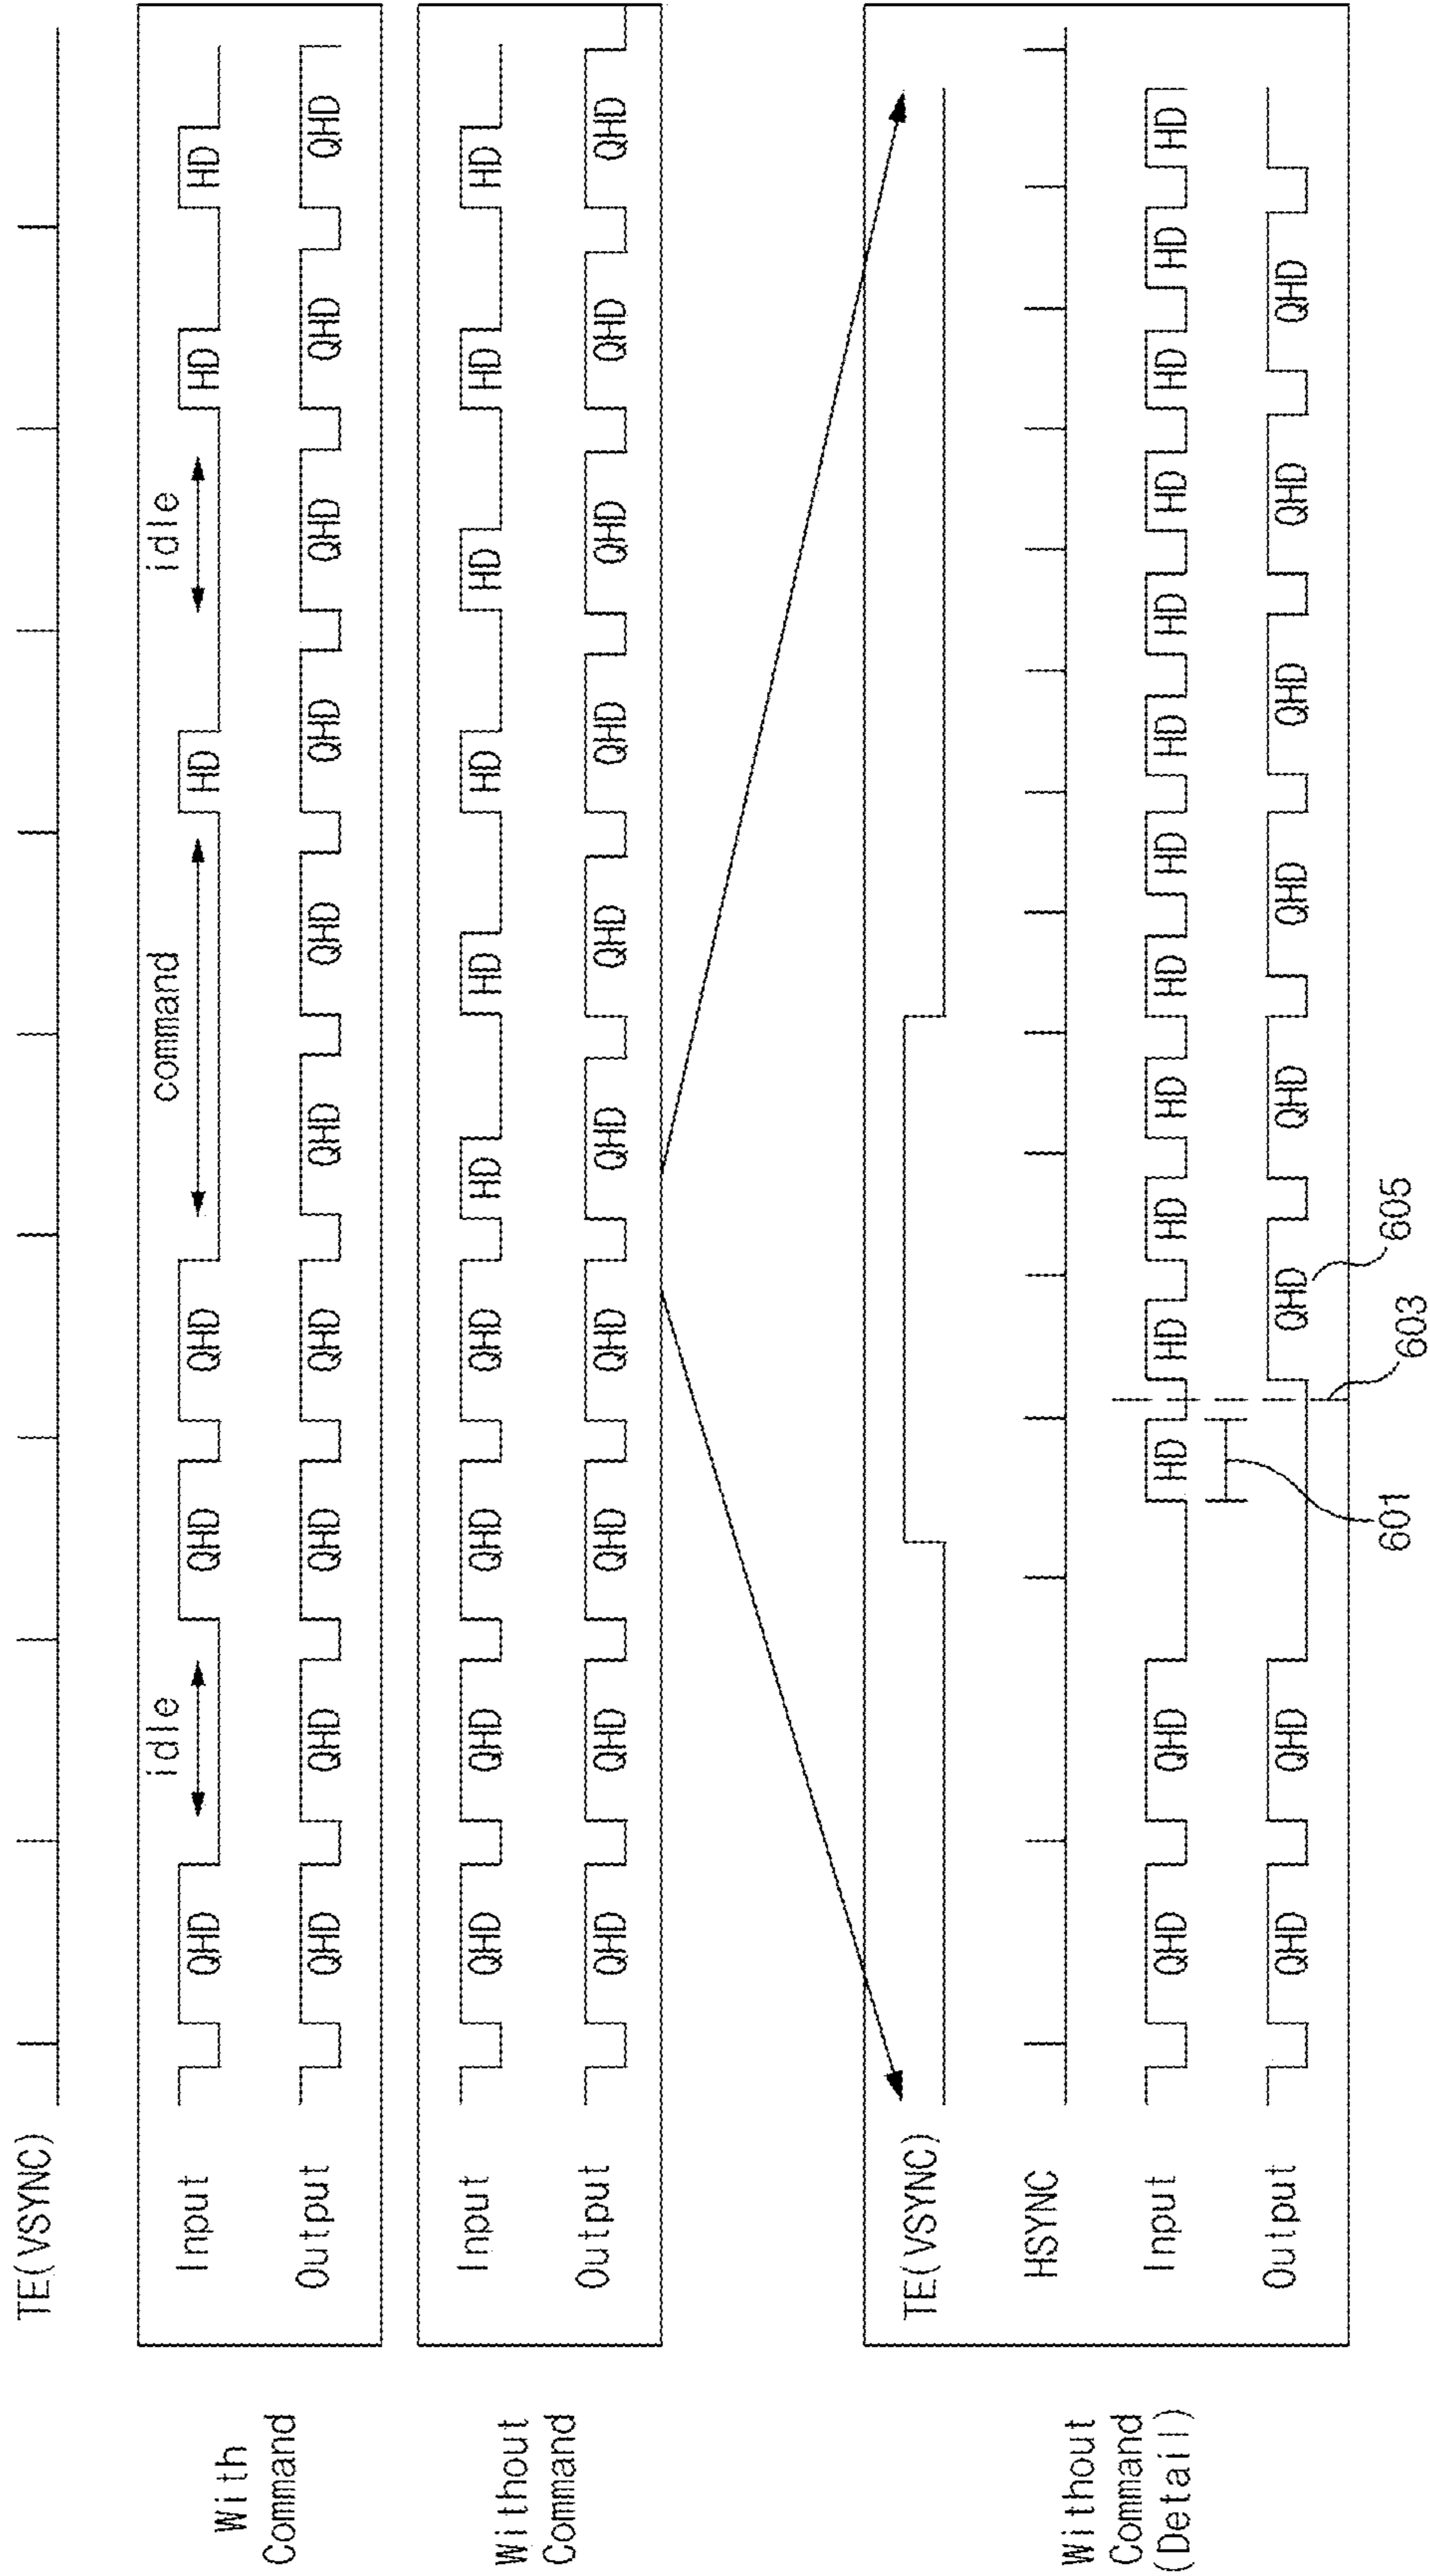 TE(VSYNC)
With
Command
idle
command
idle
Input
QHD QHD QHD HD HD HD
Output
QHD QHD QHD QHD QHD QHD QHD QHD QHD QHD
Without
Command
Input
QHD QHD QHD QHD HD HD HD HD HD HD
Output
QHD QHD QHD QHD QHD QHD QHD QHD QHD QHD
Without
Command
(Detail)
TE(VSYNC)
HSYNC
Input
QHD QHD HD HD HD HD HD HD HD HD HD HD HD HD
Output
QHD QHD QHD QHD QHD QHD QHD QHD
601
603
605